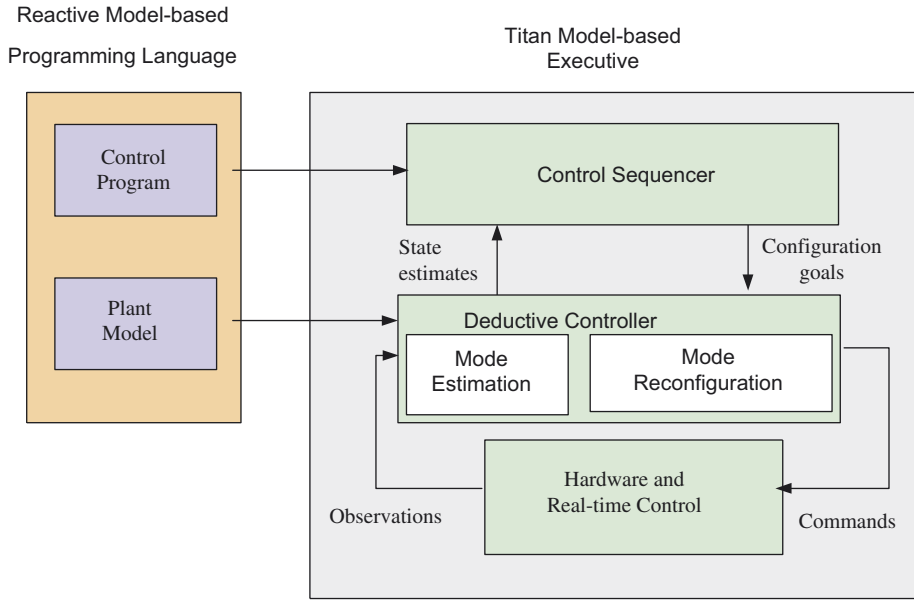 Reactive Model-based
Programming Language
Titan Model-based
Executive
Control
Program
Control Sequencer
State
estimates
Configuration
goals
Plant
Model
Deductive Controller
Mode
Estimation
Mode
Reconfiguration
Hardware and
Real-time Control
Observations
Commands